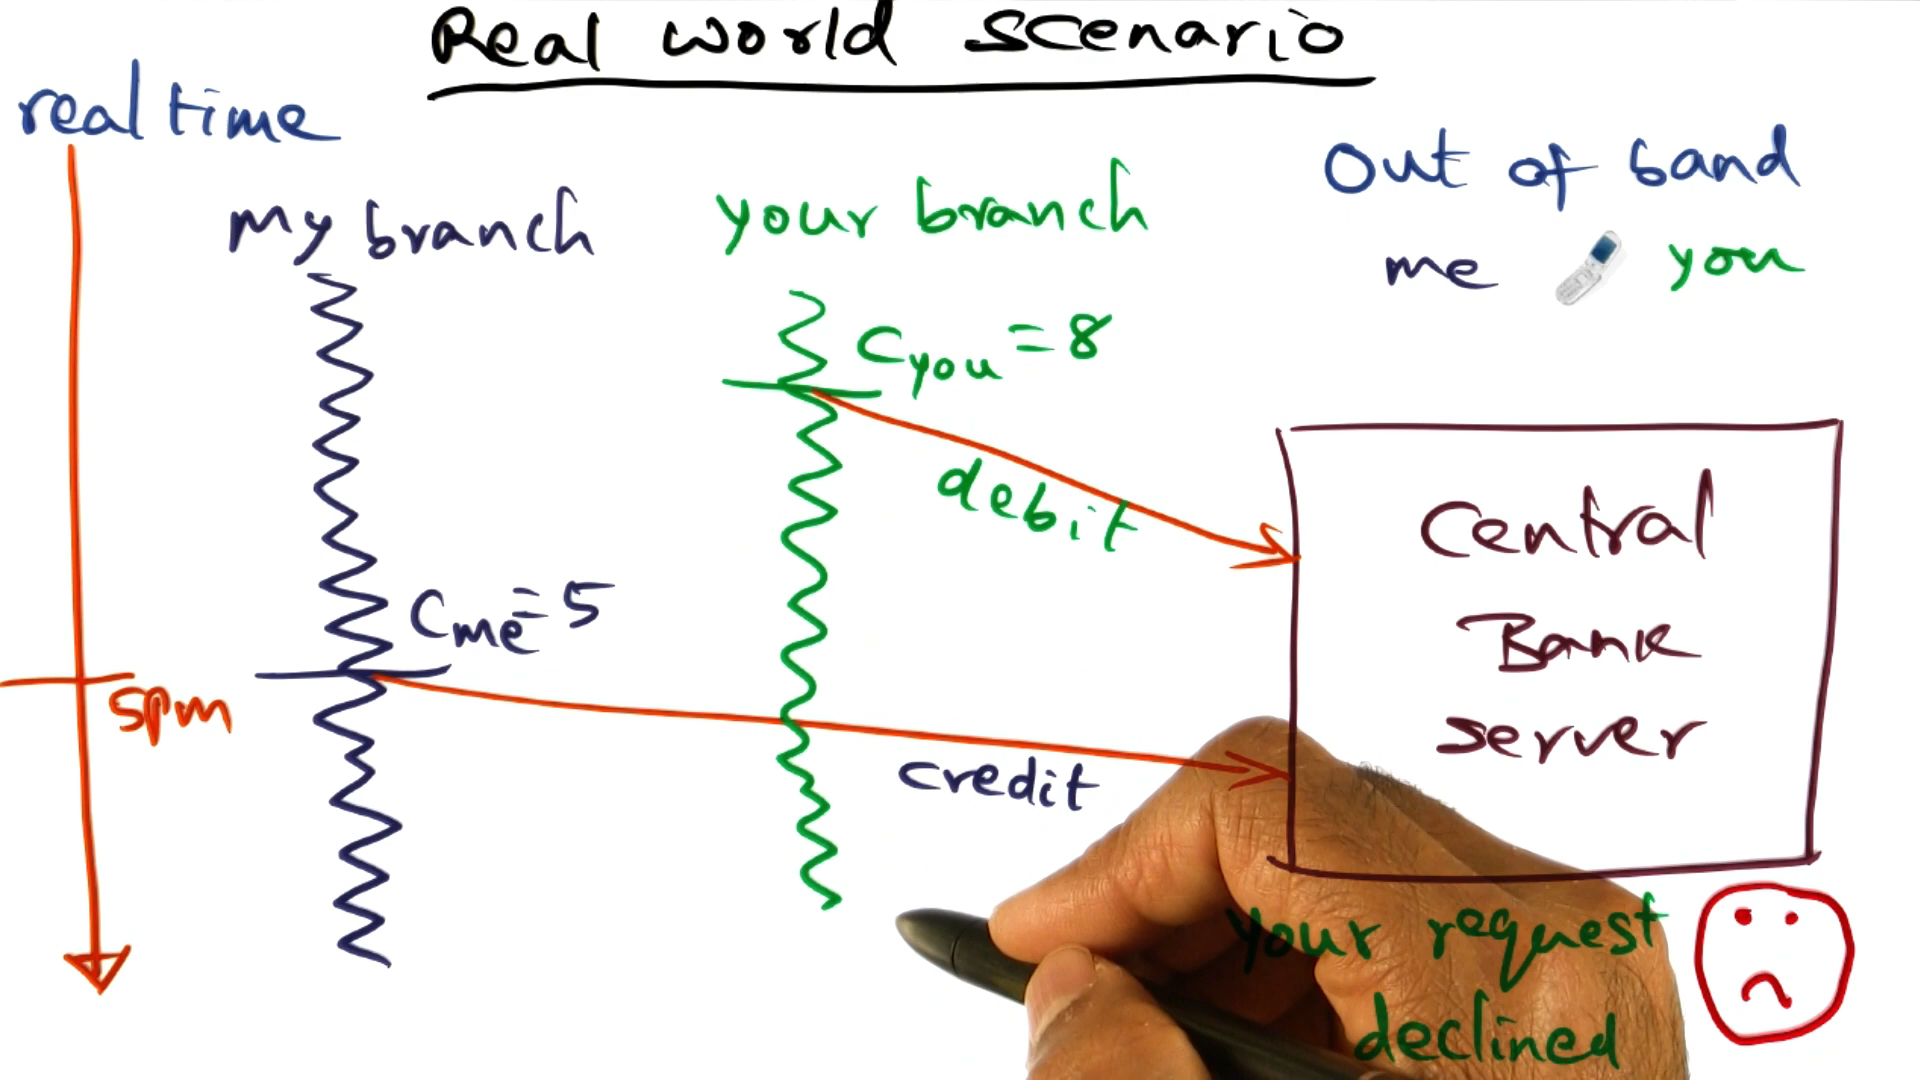 Real world scenario
real time
my branch
your branch
Out of band
me you
Cyou = 8
debit
Central
Bank
server
Cme = 5
5pm
credit
your request
declined